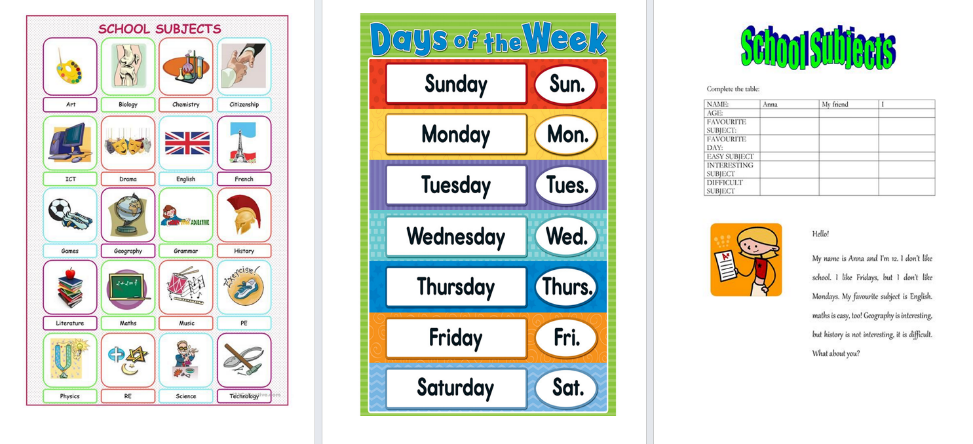 SCHOOL SUBJECTS
Art Biology Chemistry Citizenship
ICT Drama English French
Games Geography Grammar History
Literature Maths Music PE
Physics RE Science Technology
Days of the Week
Sunday Sun.
Monday Mon.
Tuesday Tues.
Wednesday Wed.
Thursday Thurs.
Friday Fri.
Saturday Sat.
School Subjects
Complete the table:
NAME: Anna My friend I
AGE:
FAVOURITE
SUBJECT:
FAVOURITE
DAY:
EASY SUBJECT
INTERESTING
SUBJECT
DIFFICULT
SUBJECT
Hello!
My name is Anna and I'm 12. I don't like
school. I like Fridays, but I don't like
Mondays. My favourite subject is English,
maths is easy, too! Geography is interesting,
but history is not interesting, it is difficult.
What about you?